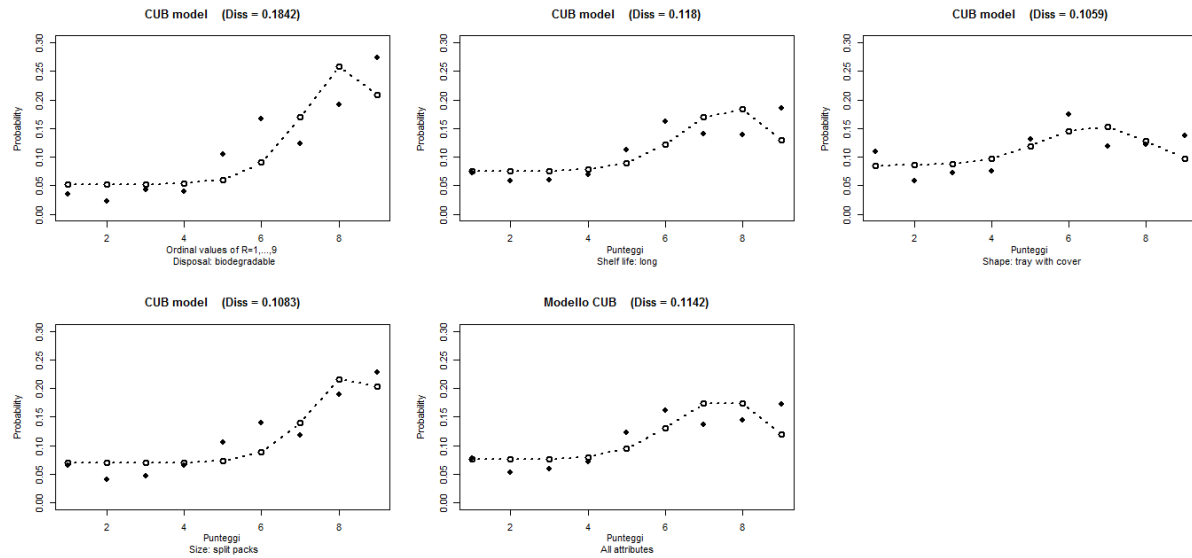 CUB model (Diss = 0.1842)
Probability
0.30
0.25
0.20
0.15
0.10
0.05
0.00
2 4 6 8
Ordinal values of R=1,...,9
Disposal: biodegradable
CUB model (Diss = 0.118)
Probability
0.30
0.25
0.20
0.15
0.10
0.05
0.00
2 4 6 8
Punteggi
Shelf life: long
CUB model (Diss = 0.1059)
Probability
0.30
0.25
0.20
0.15
0.10
0.05
0.00
2 4 6 8
Punteggi
Shape: tray with cover
CUB model (Diss = 0.1083)
Probability
0.30
0.25
0.20
0.15
0.10
0.05
0.00
2 4 6 8
Punteggi
Size: split packs
Modello CUB (Diss = 0.1142)
Probability
0.30
0.25
0.20
0.15
0.10
0.05
0.00
2 4 6 8
Punteggi
All attributes